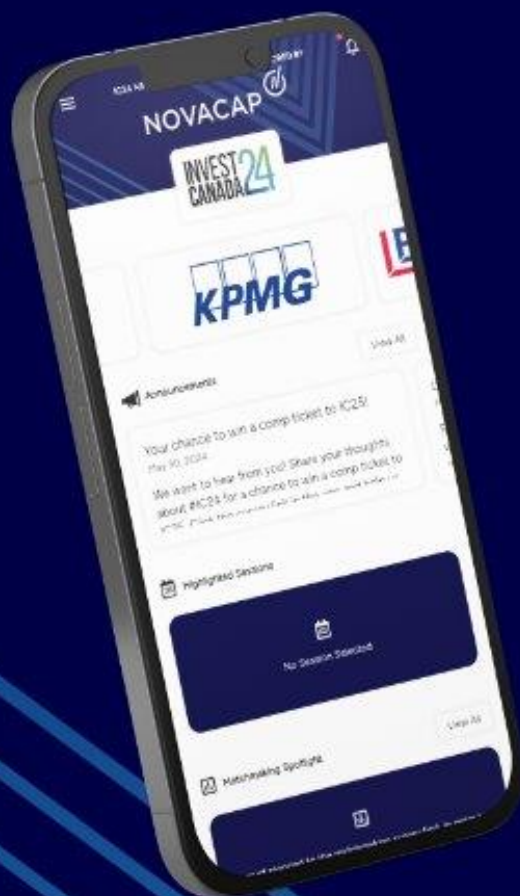 NOVACAP
INVEST 24
CANADA
KPMG
View All
Announcements
Your chance to win a comp ticket to IC25!
May 30, 2024
We want to hear from you! Share your thoughts
about #IC24 for a chance to win a comp ticket to
Highlighted Sessions
No Session Selected
View All
Matchmaking Spotlight